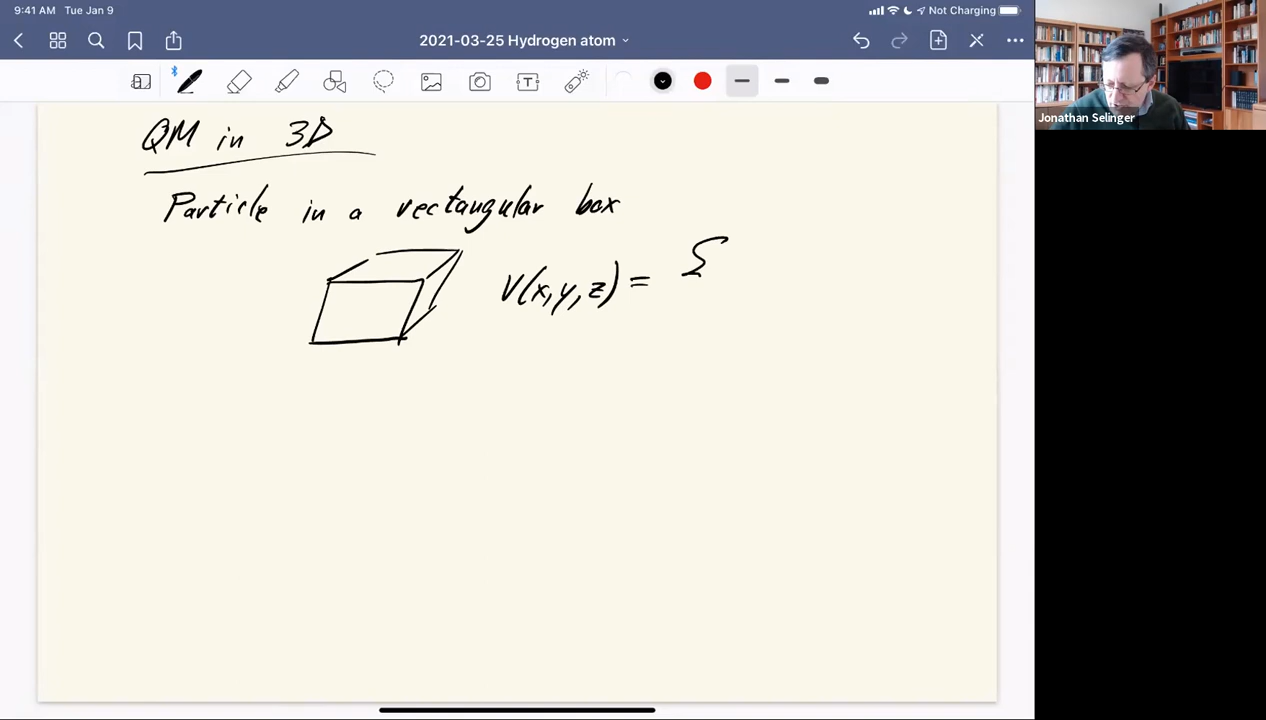 9:41 AM Tue Jan 9
Not Charging
2021-03-25 Hydrogen atom
T
Jonathan Selinger
QM in 3D
Particle in a rectangular box
V(x,y,z) =